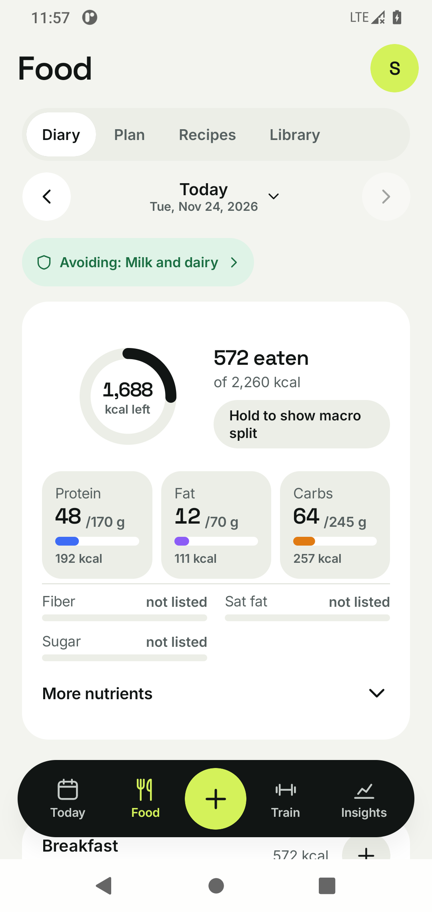 11:57
LTE
Food
S
Diary
Plan
Recipes
Library
Today
Tue, Nov 24, 2026
Avoiding: Milk and dairy
1,688
kcal left
572 eaten
of 2,260 kcal
Hold to show macro
split
Protein
48 /170 g
192 kcal
Fat
12 /70 g
111 kcal
Carbs
64 /245 g
257 kcal
Fiber
not listed
Sat fat
not listed
Sugar
not listed
More nutrients
Today
Food
Train
Insights
Breakfast
572 kcal